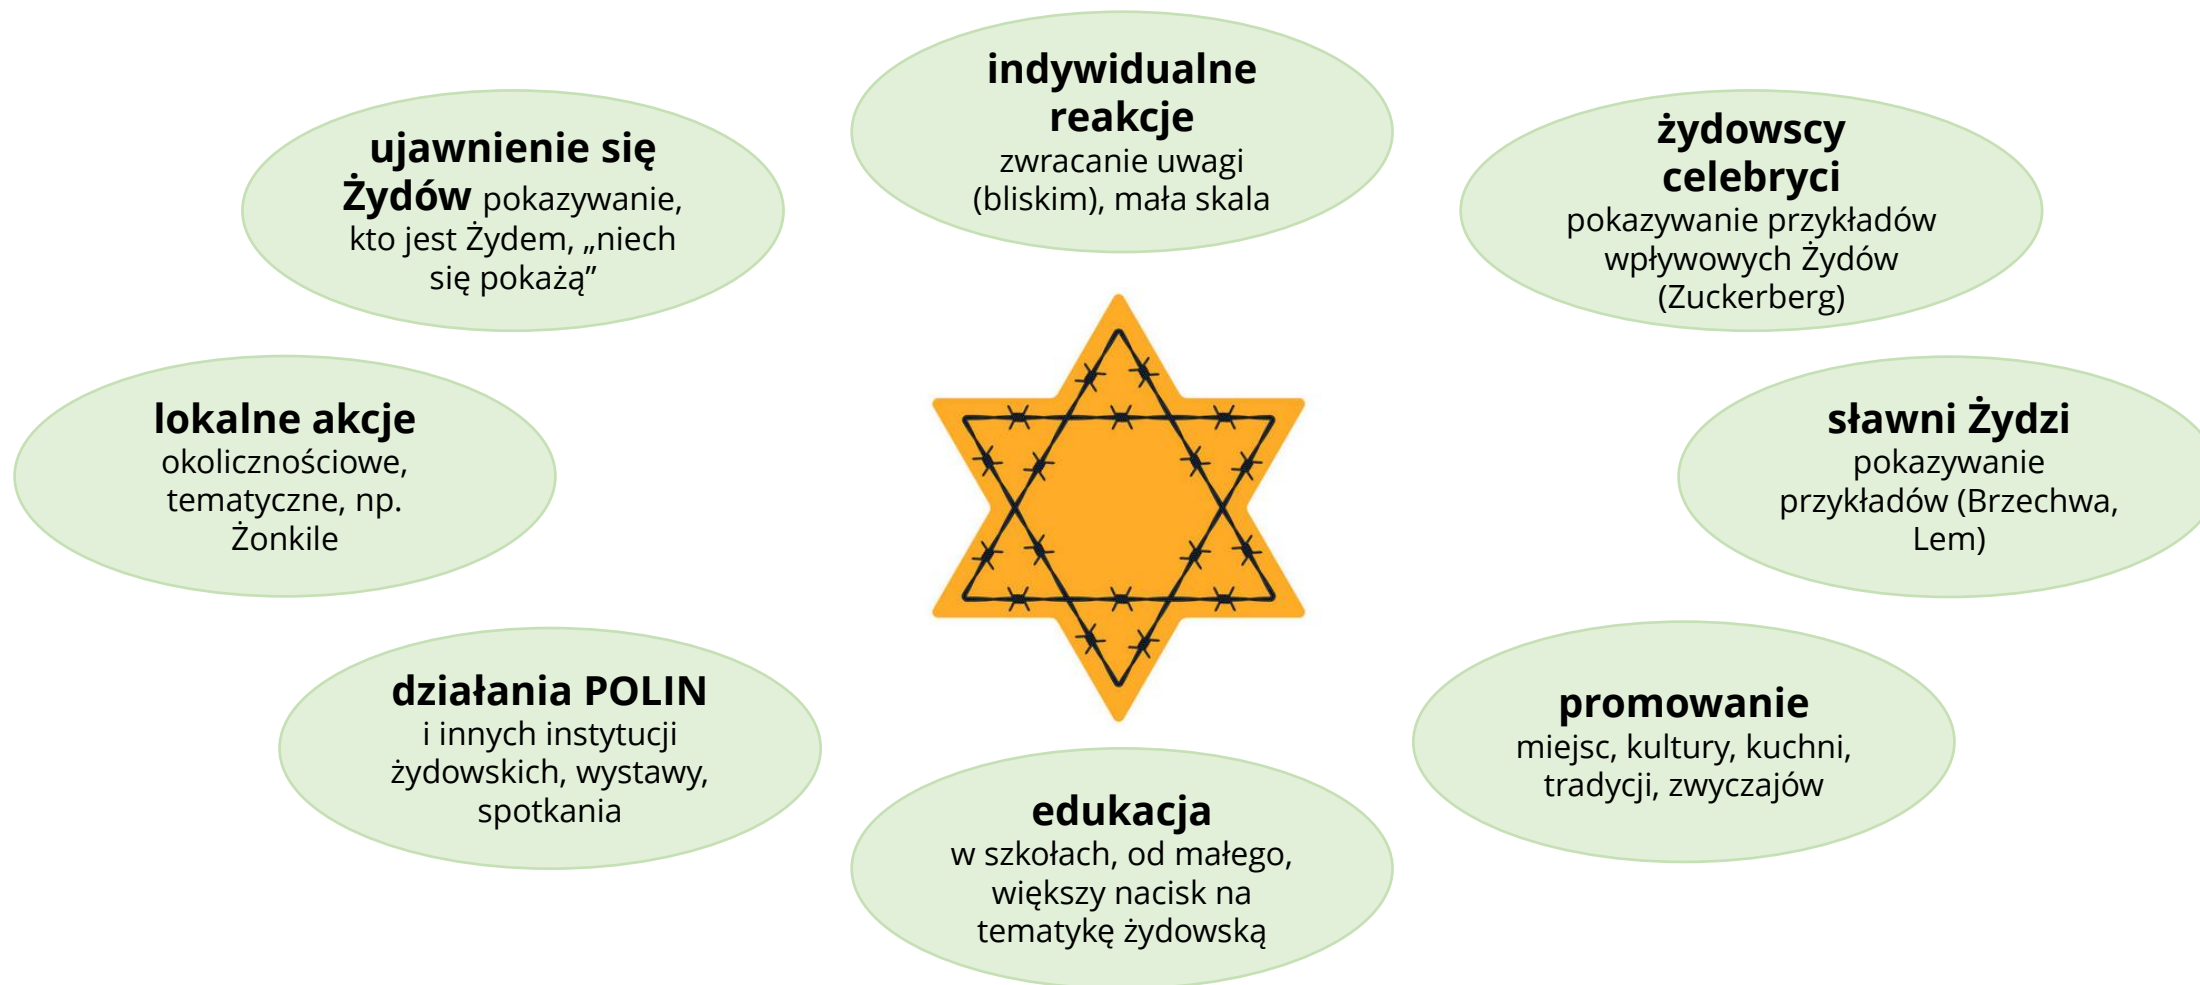 indywidualne
reakcje
zwracanie uwagi
(bliskim), mała skala
ujawnienie się
Żydów pokazywanie,
kto jest Żydem, „niech
się pokażą”
żydowscy
celebryci
pokazywanie przykładów
wpływowych Żydów
(Zuckerberg)
lokalne akcje
okolicznościowe,
tematyczne, np.
Żonkile
sławni Żydzi
pokazywanie
przykładów (Brzechwa,
Lem)
działania POLIN
i innych instytucji
żydowskich, wystawy,
spotkania
promowanie
miejsc, kultury, kuchni,
tradycji, zwyczajów
edukacja
w szkołach, od małego,
większy nacisk na
tematykę żydowską